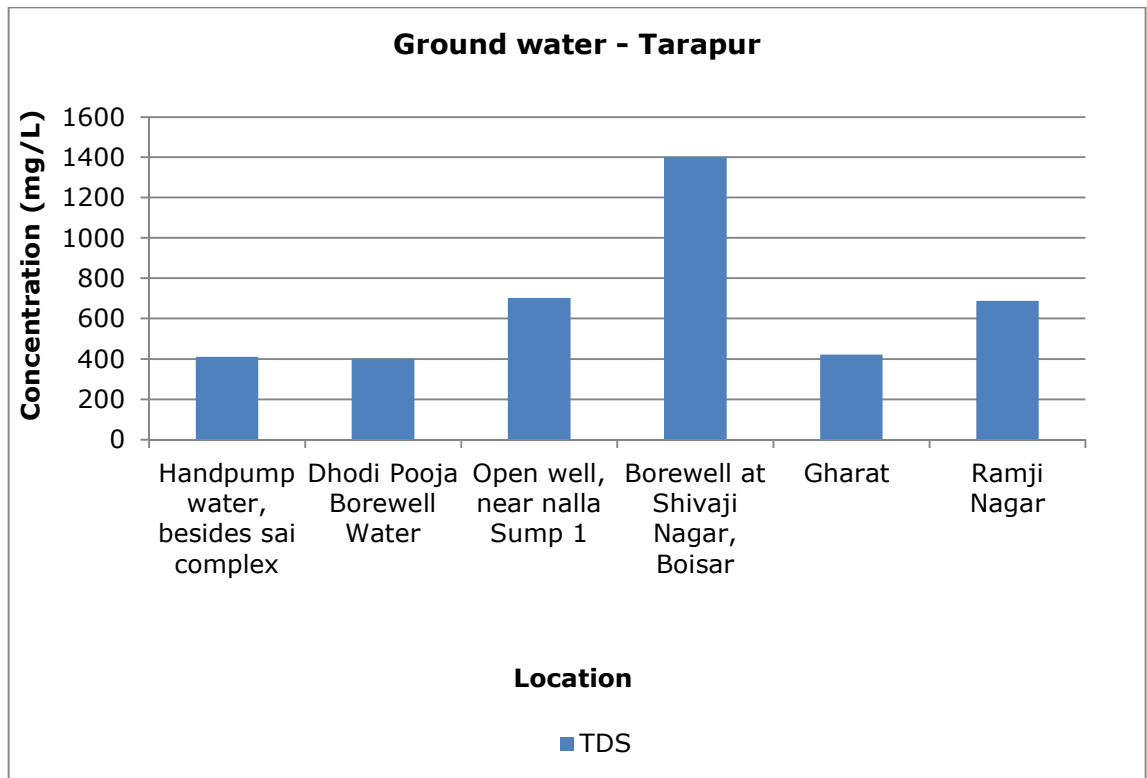 Ground water - Tarapur
Concentration (mg/L)
1600
1400
1200
1000
800
600
400
200
0
Handpump
water,
besides sai
complex
Dhodi Pooja
Borewell
Water
Open well,
near nalla
Sump 1
Borewell at
Shivaji
Nagar,
Boisar
Gharat
Ramji
Nagar
Location
TDS